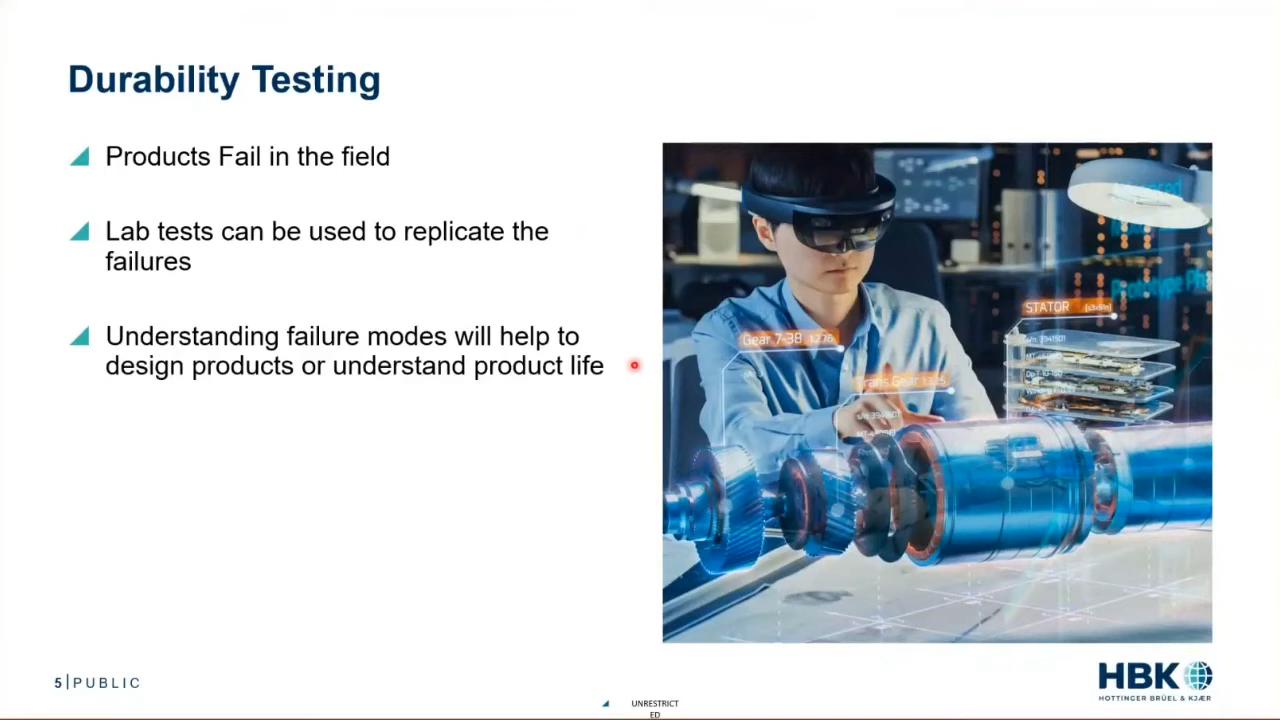 Durability Testing
Products Fail in the field
Lab tests can be used to replicate the
failures
Understanding failure modes will help to
design products or understand product life
Gear 7-38
STATOR
5|PUBLIC
HBK
HOTTINGER BRÜEL & KJÆR
UNRESTRICT
ED